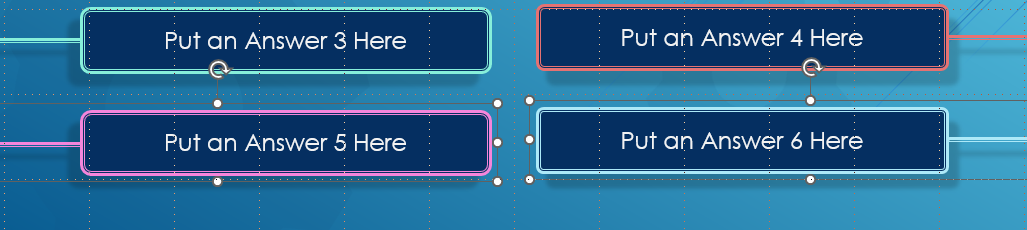 Put an Answer 3 Here
Put an Answer 4 Here
Put an Answer 5 Here
Put an Answer 6 Here